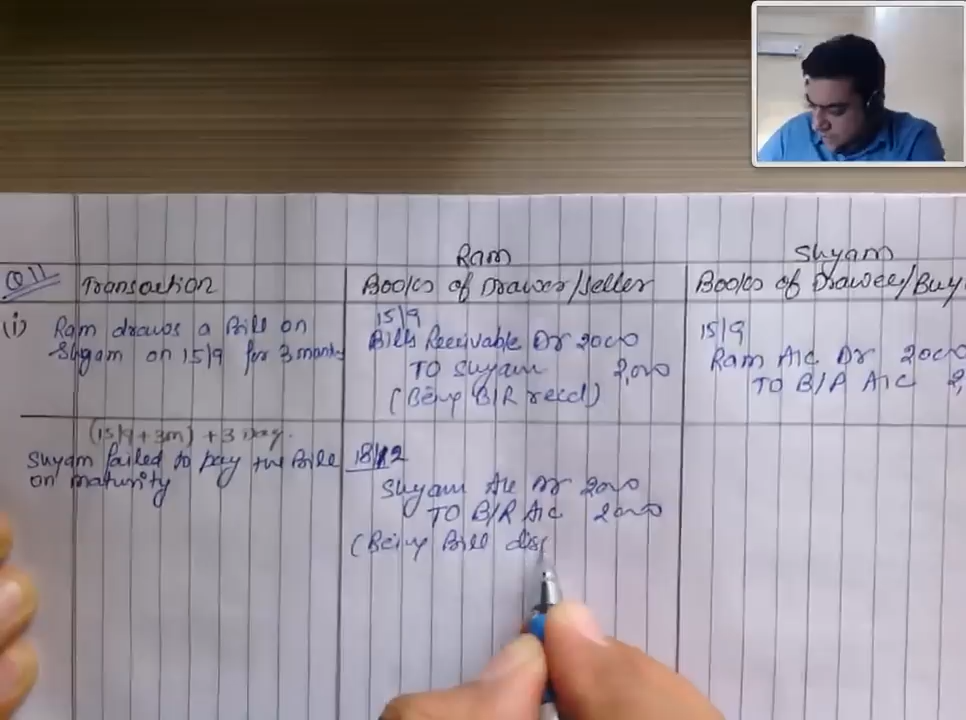 Ram
Shyam
Q11
Transaction
Books of Drawer/Seller
Books of Drawee/Buy
(i) Ram draws a Bill on
Shyam on 15/9 for 3 months
15/9
Bills Receivable Dr 2000
TO Shyam 2,000
(Being B/R recd)
15/9
Ram A/C Dr 2000
TO B/P A/C 2,
(15/9+3m) + 3 Day.
Shyam failed to pay the Bill
on maturity
18/12
Shyam A/c Dr 2000
TO B/R A/C 2000
(Being Bill dis